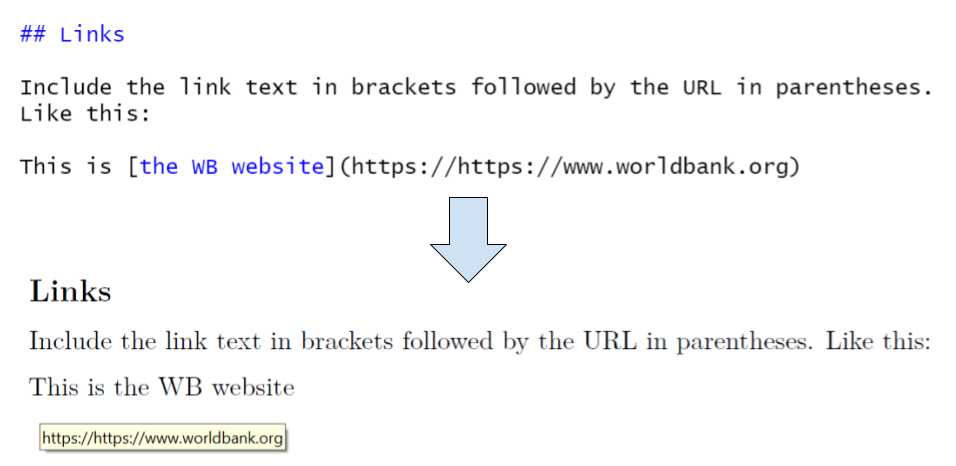 ## Links
Include the link text in brackets followed by the URL in parentheses.
Like this:
This is [the WB website](https://https://www.worldbank.org)
Links
Include the link text in brackets followed by the URL in parentheses. Like this:
This is the WB website
https://https://www.worldbank.org